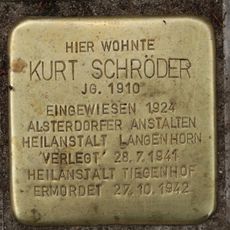 HIER WOHNTE
KURT SCHRÖDER
JG. 1910
EINGEWIESEN 1924
ALSTERDORFER ANSTALTEN
HEILANSTALT LANGENHORN
'VERLEGT' 28.7.1941
HEILANSTALT TIEGENHOF
ERMORDET 27.10.1942